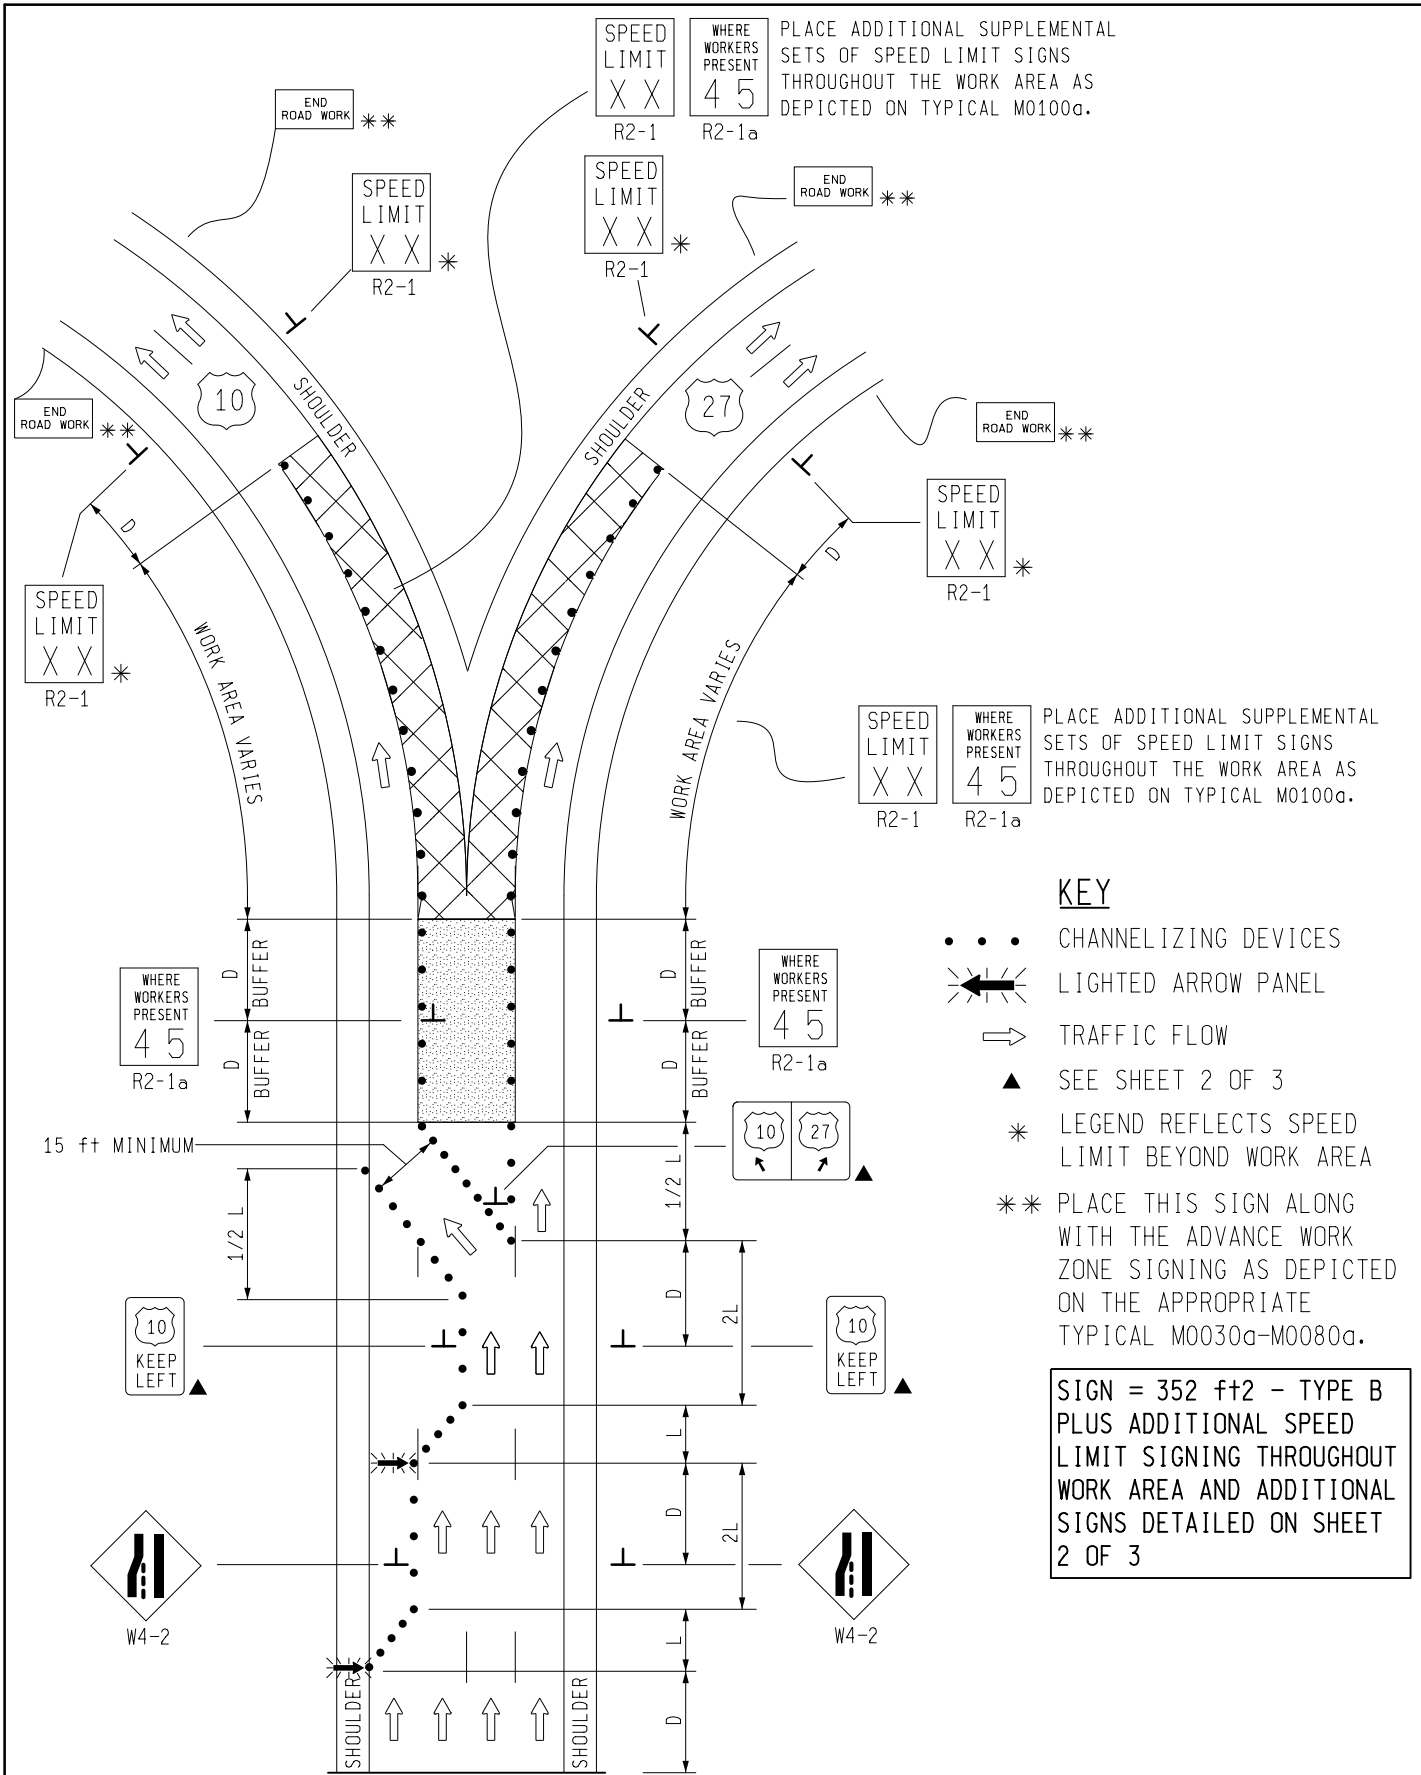 SPEED
LIMIT
X X
R2-1
WHERE
WORKERS
PRESENT
4 5
R2-1a
PLACE ADDITIONAL SUPPLEMENTAL
SETS OF SPEED LIMIT SIGNS
THROUGHOUT THE WORK AREA AS
DEPICTED ON TYPICAL M0100a.
END
ROAD WORK **
SPEED
LIMIT
X X *
R2-1
SPEED
LIMIT
X X *
R2-1
END
ROAD WORK **
10
SHOULDER
SHOULDER
27
END
ROAD WORK **
END
ROAD WORK **
D
SPEED
LIMIT
X X *
R2-1
WORK AREA VARIES
SPEED
LIMIT
X X *
R2-1
D
WORK AREA VARIES
SPEED
LIMIT
X X
R2-1
WHERE
WORKERS
PRESENT
4 5
R2-1a
PLACE ADDITIONAL SUPPLEMENTAL
SETS OF SPEED LIMIT SIGNS
THROUGHOUT THE WORK AREA AS
DEPICTED ON TYPICAL M0100a.
D
BUFFER
D
BUFFER
WHERE
WORKERS
PRESENT
4 5
R2-1a
D
BUFFER
D
BUFFER
WHERE
WORKERS
PRESENT
4 5
R2-1a
15 ft MINIMUM
1/2 L
1/2 L
10
27
10
KEEP
LEFT
D
2L
10
KEEP
LEFT
L
D
2L
W4-2
W4-2
L
SHOULDER
SHOULDER
D
KEY
CHANNELIZING DEVICES
LIGHTED ARROW PANEL
TRAFFIC FLOW
SEE SHEET 2 OF 3
* LEGEND REFLECTS SPEED
LIMIT BEYOND WORK AREA
** PLACE THIS SIGN ALONG
WITH THE ADVANCE WORK
ZONE SIGNING AS DEPICTED
ON THE APPROPRIATE
TYPICAL M0030a-M0080a.
SIGN = 352 ft2 - TYPE B
PLUS ADDITIONAL SPEED
LIMIT SIGNING THROUGHOUT
WORK AREA AND ADDITIONAL
SIGNS DETAILED ON SHEET
2 OF 3